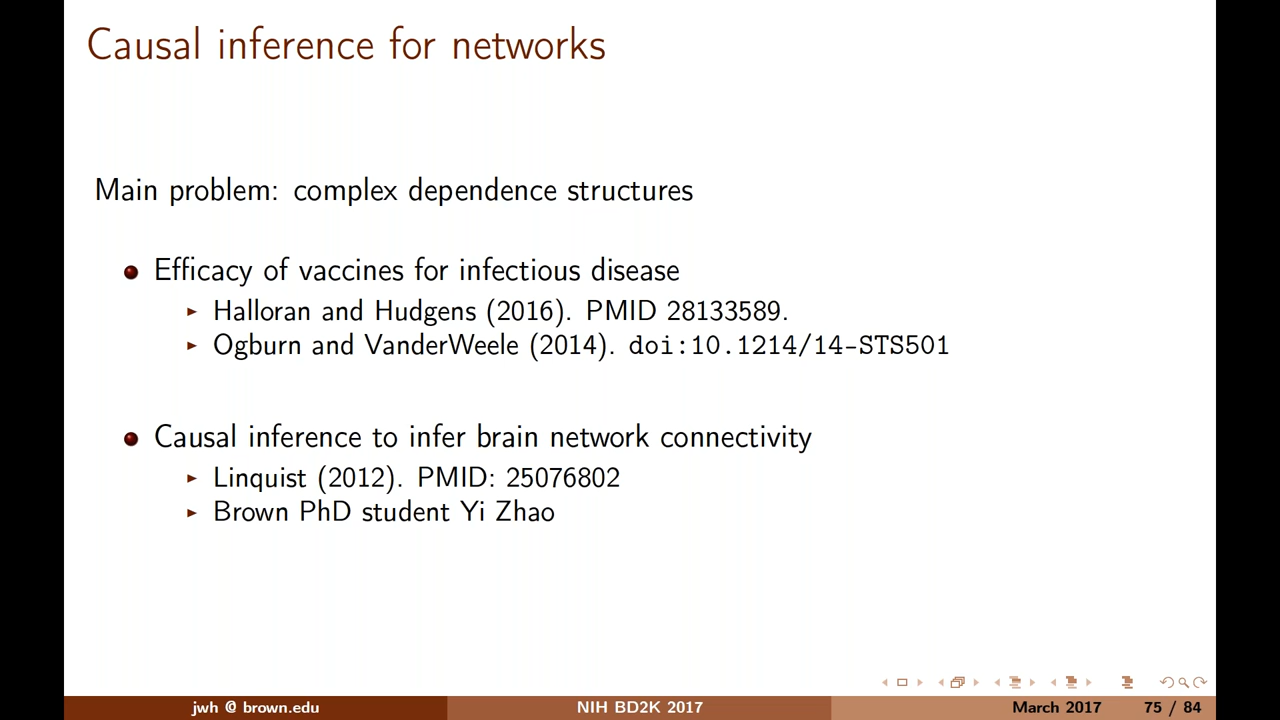 Causal inference for networks
Main problem: complex dependence structures
Efficacy of vaccines for infectious disease
Halloran and Hudgens (2016). PMID 28133589.
Ogburn and VanderWeele (2014). doi:10.1214/14-STS501
Causal inference to infer brain network connectivity
Linquist (2012). PMID: 25076802
Brown PhD student Yi Zhao
jwh @ brown.edu NIH BD2K 2017 March 2017 75 / 84